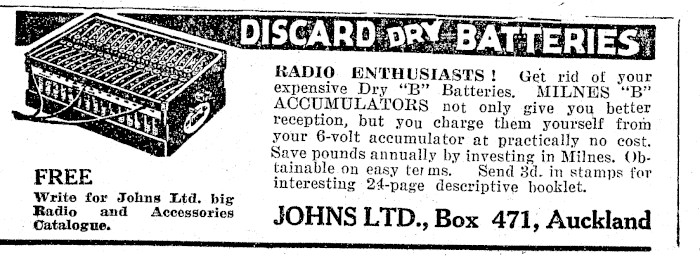 DISCARD DRY BATTERIES
RADIO ENTHUSIASTS! Get rid of your
expensive Dry "B" Batteries. MILNES "B"
ACCUMULATORS not only give you better
reception, but you charge them yourself from
your 6-volt accumulator at practically no cost.
Save pounds annually by investing in Milnes. Ob-
tainable on easy terms. Send 3d. in stamps for
interesting 24-page descriptive booklet.
JOHNS LTD., Box 471, Auckland
FREE
Write for Johns Ltd. big
Radio and Accessories
Catalogue.